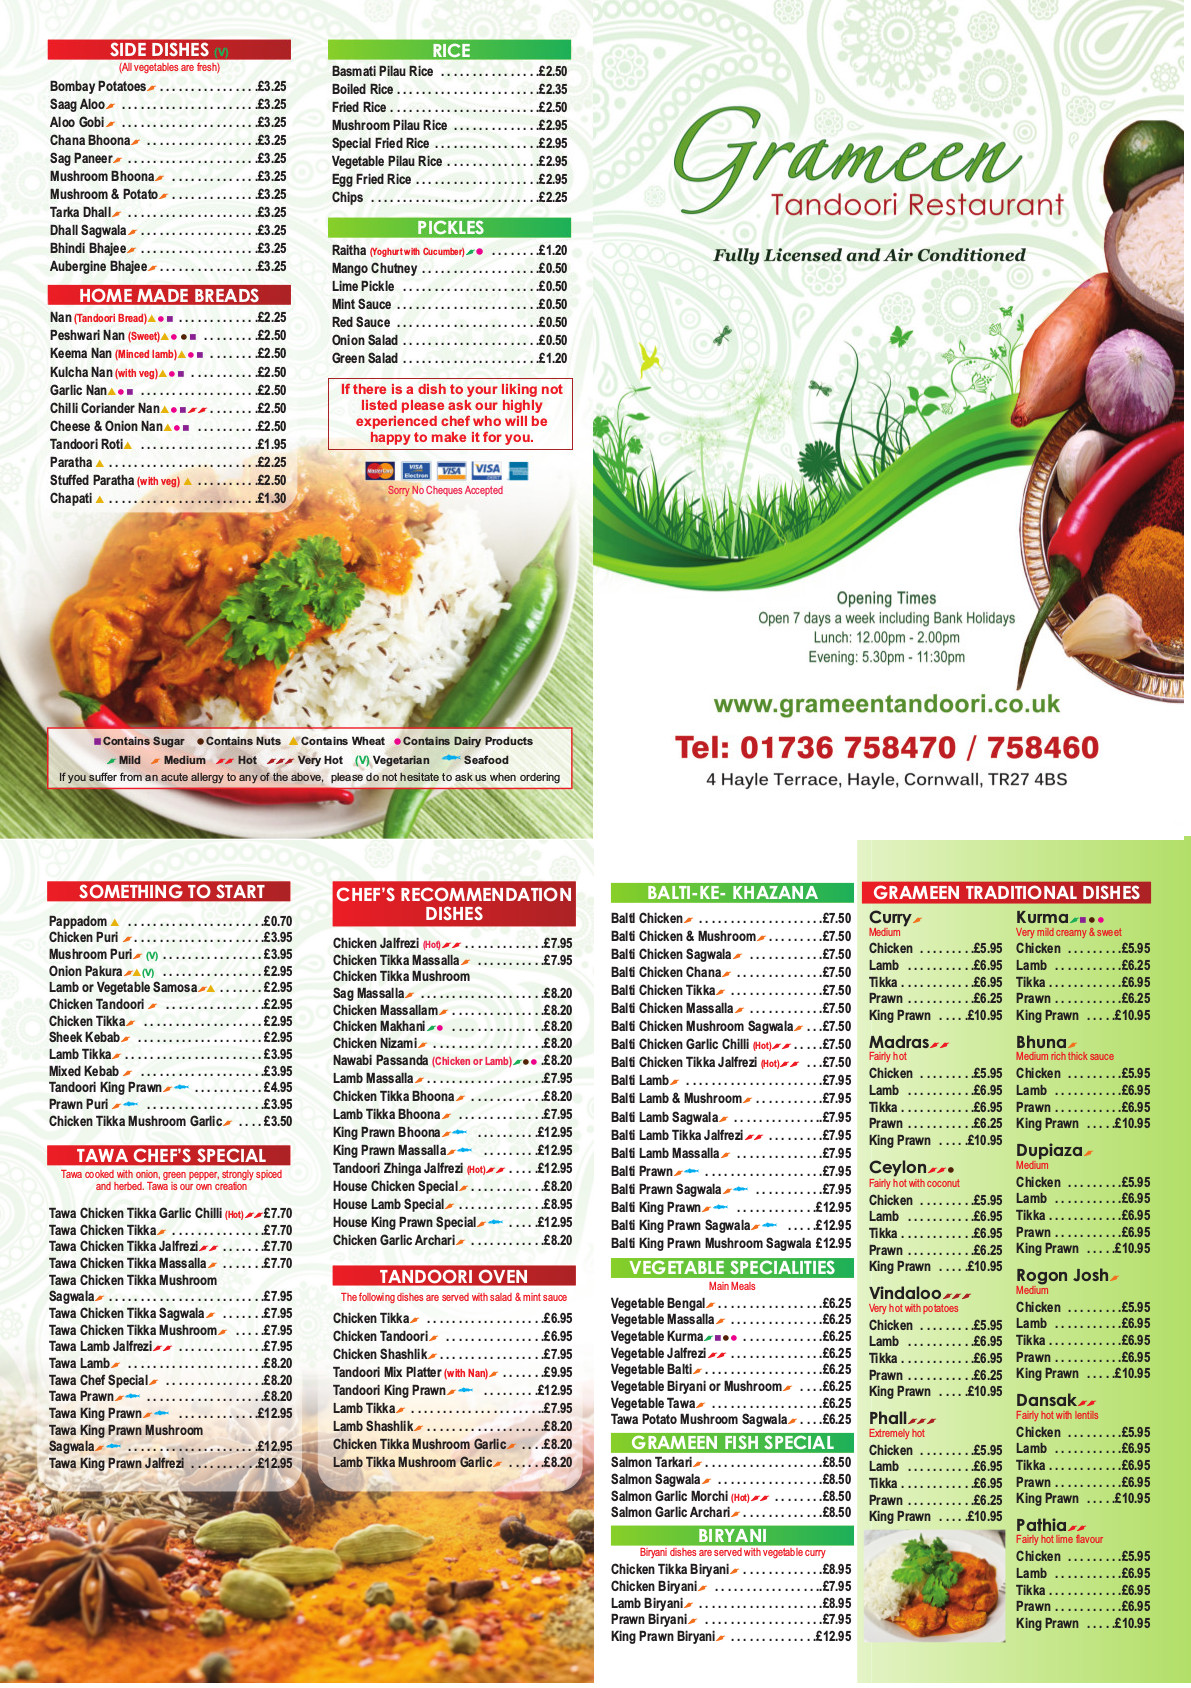 SIDE DISHES (V)
(All vegetables are fresh)
Bombay Potatoes . . . . . . . . . . . . . . . .£3.25
Saag Aloo . . . . . . . . . . . . . . . . . . . . . .£3.25
Aloo Gobi . . . . . . . . . . . . . . . . . . . . . .£3.25
Chana Bhoona . . . . . . . . . . . . . . . . . .£3.25
Sag Paneer . . . . . . . . . . . . . . . . . . . . .£3.25
Mushroom Bhoona . . . . . . . . . . . . . .£3.25
Mushroom & Potato . . . . . . . . . . . . . .£3.25
Tarka Dhall . . . . . . . . . . . . . . . . . . . . .£3.25
Dhall Sagwala . . . . . . . . . . . . . . . . . . .£3.25
Bhindi Bhajee . . . . . . . . . . . . . . . . . . .£3.25
Aubergine Bhajee . . . . . . . . . . . . . . . .£3.25
HOME MADE BREADS
Nan (Tandoori Bread) . . . . . . . . . . . . .£2.25
Peshwari Nan (Sweet) . . . . . . . . .£2.50
Keema Nan (Minced lamb) . . . . . . . .£2.50
Kulcha Nan (with veg) . . . . . . . . . . .£2.50
Garlic Nan . . . . . . . . . . . . . . . . . . .£2.50
Chilli Coriander Nan . . . . . . . .£2.50
Cheese & Onion Nan . . . . . . . . . .£2.50
Tandoori Roti . . . . . . . . . . . . . . . . . . .£1.95
Paratha . . . . . . . . . . . . . . . . . . . . . . . .£2.25
Stuffed Paratha (with veg) . . . . . . . . . .£2.50
Chapati . . . . . . . . . . . . . . . . . . . . . . . .£1.30
RICE
Basmati Pilau Rice . . . . . . . . . . . . . . . .£2.50
Boiled Rice . . . . . . . . . . . . . . . . . . . . . . .£2.35
Fried Rice . . . . . . . . . . . . . . . . . . . . . . . .£2.50
Mushroom Pilau Rice . . . . . . . . . . . . . .£2.95
Special Fried Rice . . . . . . . . . . . . . . . . .£2.95
Vegetable Pilau Rice . . . . . . . . . . . . . . .£2.95
Egg Fried Rice . . . . . . . . . . . . . . . . . . . .£2.95
Chips . . . . . . . . . . . . . . . . . . . . . . . . . . .£2.25
PICKLES
Raitha (Yoghurt with Cucumber) . . . . . . . .£1.20
Mango Chutney . . . . . . . . . . . . . . . . . . .£0.50
Lime Pickle . . . . . . . . . . . . . . . . . . . . . .£0.50
Mint Sauce . . . . . . . . . . . . . . . . . . . . . . .£0.50
Red Sauce . . . . . . . . . . . . . . . . . . . . . . .£0.50
Onion Salad . . . . . . . . . . . . . . . . . . . . . .£0.50
Green Salad . . . . . . . . . . . . . . . . . . . . . .£1.20
If there is a dish to your liking not
listed please ask our highly
experienced chef who will be
happy to make it for you.
MasterCard VISA Electron VISA VISA
Sorry No Cheques Accepted
Contains Sugar Contains Nuts Contains Wheat Contains Dairy Products
Mild Medium Hot Very Hot (V) Vegetarian Seafood
If you suffer from an acute allergy to any of the above, please do not hesitate to ask us when ordering
Grameen
Tandoori Restaurant
Fully Licensed and Air Conditioned
Opening Times
Open 7 days a week including Bank Holidays
Lunch: 12.00pm - 2.00pm
Evening: 5.30pm - 11:30pm
www.grameentandoori.co.uk
Tel: 01736 758470 / 758460
4 Hayle Terrace, Hayle, Cornwall, TR27 4BS
SOMETHING TO START
Pappadom . . . . . . . . . . . . . . . . . . . . . .£0.70
Chicken Puri . . . . . . . . . . . . . . . . . . . . .£3.95
Mushroom Puri (V) . . . . . . . . . . . . . . . .£3.95
Onion Pakura (V) . . . . . . . . . . . . . . . .£2.95
Lamb or Vegetable Samosa . . . . . . . £2.95
Chicken Tandoori . . . . . . . . . . . . . . . . £2.95
Chicken Tikka . . . . . . . . . . . . . . . . . . . £2.95
Sheek Kebab . . . . . . . . . . . . . . . . . . . . £2.95
Lamb Tikka . . . . . . . . . . . . . . . . . . . . . . £3.95
Mixed Kebab . . . . . . . . . . . . . . . . . . . . £3.95
Tandoori King Prawn . . . . . . . . . . . £4.95
Prawn Puri . . . . . . . . . . . . . . . . . . .£3.95
Chicken Tikka Mushroom Garlic . . . . £3.50
TAWA CHEF'S SPECIAL
Tawa cooked with onion, green pepper, strongly spiced
and herbed. Tawa is our own creation
Tawa Chicken Tikka Garlic Chilli (Hot) £7.70
Tawa Chicken Tikka . . . . . . . . . . . . . . .£7.70
Tawa Chicken Tikka Jalfrezi . . . . . . .£7.70
Tawa Chicken Tikka Massalla . . . . . . .£7.70
Tawa Chicken Tikka Mushroom
Sagwala . . . . . . . . . . . . . . . . . . . . . . . . .£7.95
Tawa Chicken Tikka Sagwala . . . . . . . £7.95
Tawa Chicken Tikka Mushroom . . . . . £7.95
Tawa Lamb Jalfrezi . . . . . . . . . . . . . . £7.95
Tawa Lamb . . . . . . . . . . . . . . . . . . . . . . £8.20
Tawa Chef Special . . . . . . . . . . . . . . . . £8.20
Tawa Prawn . . . . . . . . . . . . . . . . . . . £8.20
Tawa King Prawn . . . . . . . . . . . . .£12.95
Tawa King Prawn Mushroom
Sagwala . . . . . . . . . . . . . . . . . . . . .£12.95
Tawa King Prawn Jalfrezi . . . . . . . . . . .£12.95
CHEF'S RECOMMENDATION
DISHES
Chicken Jalfrezi (Hot) . . . . . . . . . . . . .£7.95
Chicken Tikka Massalla . . . . . . . . . . .£7.95
Chicken Tikka Mushroom
Sag Massalla . . . . . . . . . . . . . . . . . . . .£8.20
Chicken Massallam . . . . . . . . . . . . . . .£8.20
Chicken Makhani . . . . . . . . . . . . . . .£8.20
Chicken Nizami . . . . . . . . . . . . . . . . . .£8.20
Nawabi Passanda (Chicken or Lamb) .£8.20
Lamb Massalla . . . . . . . . . . . . . . . . . . .£7.95
Chicken Tikka Bhoona . . . . . . . . . . . .£8.20
Lamb Tikka Bhoona . . . . . . . . . . . . . .£7.95
King Prawn Bhoona . . . . . . . . . .£12.95
King Prawn Massalla . . . . . . . . . .£12.95
Tandoori Zhinga Jalfrezi (Hot) . . . . .£12.95
House Chicken Special . . . . . . . . . . . .£8.20
House Lamb Special . . . . . . . . . . . . . .£8.95
House King Prawn Special . . . . .£12.95
Chicken Garlic Archari . . . . . . . . . . . .£8.20
TANDOORI OVEN
The following dishes are served with salad & mint sauce
Chicken Tikka . . . . . . . . . . . . . . . . . . .£6.95
Chicken Tandoori . . . . . . . . . . . . . . . .£6.95
Chicken Shashlik . . . . . . . . . . . . . . . . .£7.95
Tandoori Mix Platter (with Nan) . . . . . . .£9.95
Tandoori King Prawn . . . . . . . . .£12.95
Lamb Tikka . . . . . . . . . . . . . . . . . . . . . .£7.95
Lamb Shashlik . . . . . . . . . . . . . . . . . . .£8.20
Chicken Tikka Mushroom Garlic . . . .£8.20
Lamb Tikka Mushroom Garlic . . . . . .£8.20
BALTI-KE- KHAZANA
Balti Chicken . . . . . . . . . . . . . . . . . . . .£7.50
Balti Chicken & Mushroom . . . . . . . . .£7.50
Balti Chicken Sagwala . . . . . . . . . . . .£7.50
Balti Chicken Chana . . . . . . . . . . . . . .£7.50
Balti Chicken Tikka . . . . . . . . . . . . . . .£7.50
Balti Chicken Massalla . . . . . . . . . . . .£7.50
Balti Chicken Mushroom Sagwala . . .£7.50
Balti Chicken Garlic Chilli (Hot) . . . . .£7.50
Balti Chicken Tikka Jalfrezi (Hot) . . .£7.50
Balti Lamb . . . . . . . . . . . . . . . . . . . . . .£7.95
Balti Lamb & Mushroom . . . . . . . . . . .£7.95
Balti Lamb Sagwala . . . . . . . . . . . . . ..£7.95
Balti Lamb Tikka Jalfrezi . . . . . . . . .£7.95
Balti Lamb Massalla . . . . . . . . . . . . . .£7.95
Balti Prawn . . . . . . . . . . . . . . . . . . .£7.95
Balti Prawn Sagwala . . . . . . . . . . .£7.95
Balti King Prawn . . . . . . . . . . . . . .£12.95
Balti King Prawn Sagwala . . . . .£12.95
Balti King Prawn Mushroom Sagwala £12.95
VEGETABLE SPECIALITIES
Main Meals
Vegetable Bengal . . . . . . . . . . . . . . . . .£6.25
Vegetable Massalla . . . . . . . . . . . . . . .£6.25
Vegetable Kurma . . . . . . . . . . . . .£6.25
Vegetable Jalfrezi . . . . . . . . . . . . . . .£6.25
Vegetable Balti . . . . . . . . . . . . . . . . . . .£6.25
Vegetable Biryani or Mushroom . . . .£6.25
Vegetable Tawa . . . . . . . . . . . . . . . . . .£6.25
Tawa Potato Mushroom Sagwala . . . .£6.25
GRAMEEN FISH SPECIAL
Salmon Tarkari . . . . . . . . . . . . . . . . . . .£8.50
Salmon Sagwala . . . . . . . . . . . . . . . . .£8.50
Salmon Garlic Morchi (Hot) . . . . . . . .£8.50
Salmon Garlic Archari . . . . . . . . . . . . .£8.50
BIRYANI
Biryani dishes are served with vegetable curry
Chicken Tikka Biryani . . . . . . . . . . . . .£8.95
Chicken Biryani . . . . . . . . . . . . . . . . .£7.95
Lamb Biryani . . . . . . . . . . . . . . . . . . . .£8.95
Prawn Biryani . . . . . . . . . . . . . . . . . . .£7.95
King Prawn Biryani . . . . . . . . . . . . . .£12.95
GRAMEEN TRADITIONAL DISHES
Curry
Medium
Chicken . . . . . . . . .£5.95
Lamb . . . . . . . . . . .£6.95
Tikka . . . . . . . . . . . .£6.95
Prawn . . . . . . . . . . .£6.25
King Prawn . . . . .£10.95
Madras
Fairly hot
Chicken . . . . . . . . .£5.95
Lamb . . . . . . . . . . .£6.95
Tikka . . . . . . . . . . . .£6.95
Prawn . . . . . . . . . . .£6.25
King Prawn . . . . .£10.95
Ceylon
Fairly hot with coconut
Chicken . . . . . . . . .£5.95
Lamb . . . . . . . . . . .£6.95
Tikka . . . . . . . . . . . .£6.95
Prawn . . . . . . . . . . .£6.25
King Prawn . . . . .£10.95
Vindaloo
Very hot with potatoes
Chicken . . . . . . . . .£5.95
Lamb . . . . . . . . . . .£6.95
Tikka . . . . . . . . . . . .£6.95
Prawn . . . . . . . . . . .£6.25
King Prawn . . . . .£10.95
Phall
Extremely hot
Chicken . . . . . . . . .£5.95
Lamb . . . . . . . . . . .£6.95
Tikka . . . . . . . . . . . .£6.95
Prawn . . . . . . . . . . .£6.25
King Prawn . . . . .£10.95
Kurma
Very mild creamy & sweet
Chicken . . . . . . . . .£5.95
Lamb . . . . . . . . . . .£6.25
Tikka . . . . . . . . . . . .£6.95
Prawn . . . . . . . . . . .£6.25
King Prawn . . . . .£10.95
Bhuna
Medium rich thick sauce
Chicken . . . . . . . . .£5.95
Lamb . . . . . . . . . . .£6.95
Prawn . . . . . . . . . . .£6.95
King Prawn . . . . .£10.95
Dupiaza
Medium
Chicken . . . . . . . . .£5.95
Lamb . . . . . . . . . . .£6.95
Tikka . . . . . . . . . . . .£6.95
Prawn . . . . . . . . . . .£6.95
King Prawn . . . . .£10.95
Rogon Josh
Medium
Chicken . . . . . . . . .£5.95
Lamb . . . . . . . . . . .£6.95
Tikka . . . . . . . . . . . .£6.95
Prawn . . . . . . . . . . .£6.95
King Prawn . . . . .£10.95
Dansak
Fairly hot with lentils
Chicken . . . . . . . . .£5.95
Lamb . . . . . . . . . . .£6.95
Tikka . . . . . . . . . . . .£6.95
Prawn . . . . . . . . . . .£6.95
King Prawn . . . . .£10.95
Pathia
Fairly hot lime flavour
Chicken . . . . . . . . .£5.95
Lamb . . . . . . . . . . .£6.95
Tikka . . . . . . . . . . . .£6.95
Prawn . . . . . . . . . . .£6.95
King Prawn . . . . .£10.95